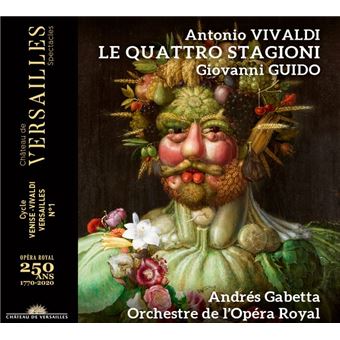 Antonio VIVALDI
LE QUATTRO STAGIONI
Giovanni GUIDO
Château de
VERSAILLES
Spectacles
Cycle
VENISE-VIVALDI
VERSAILLES
N°1
OPÉRA ROYAL
250
ANS
1770-2020
CHÂTEAU DE VERSAILLES
Andrés Gabetta
Orchestre de l'Opéra Royal